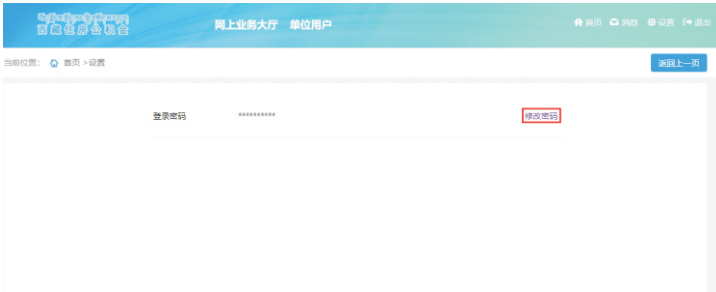 西藏住房公积金
网上业务大厅 单位用户
首页 消息 设置 退出
当前位置： 首页 >设置
返回上一页
登录密码 ********** 修改密码